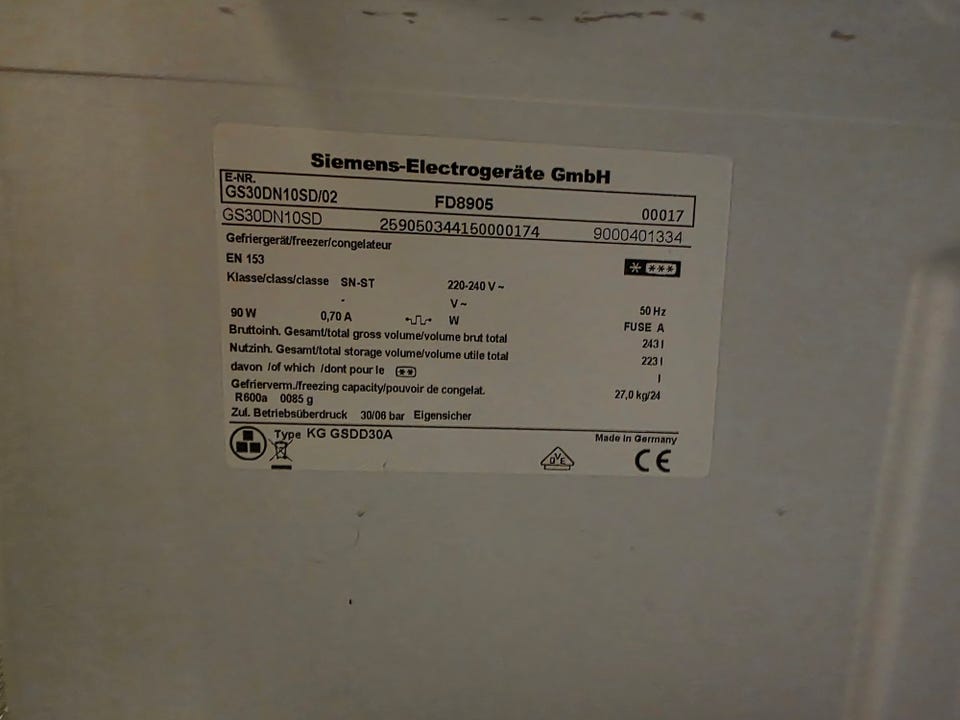 Siemens-Electrogeräte GmbH
E-NR.
GS30DN10SD/02 FD8905 00017
GS30DN10SD 259050344150000174 9000401334
Gefriergerät/freezer/congelateur
EN 153
Klasse/class/classe SN-ST 220-240 V ~
- V ~ 50 Hz
90 W 0,70 A W FUSE A
Bruttoinh. Gesamt/total gross volume/volume brut total 243 l
Nutzinh. Gesamt/total storage volume/volume utile total 223 l
davon /of which /dont pour le ** l
Gefrierverm./freezing capacity/pouvoir de congelat. 27,0 kg/24
R600a 0085 g
Zul. Betriebsüberdruck 30/06 bar Eigensicher
Type KG GSDD30A Made in Germany
DVE CE